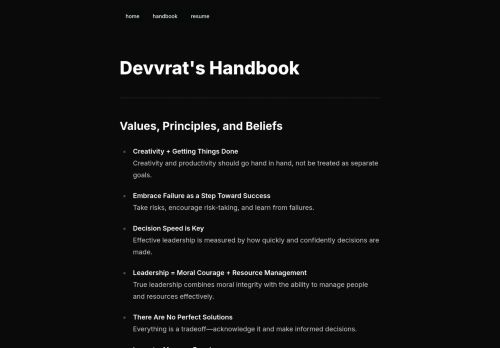 home handbook resume
Devvrat's Handbook
Values, Principles, and Beliefs
Creativity + Getting Things Done
Creativity and productivity should go hand in hand, not be treated as separate
goals.
Embrace Failure as a Step Toward Success
Take risks, encourage risk-taking, and learn from failures.
Decision Speed is Key
Effective leadership is measured by how quickly and confidently decisions are
made.
Leadership = Moral Courage + Resource Management
True leadership combines moral integrity with the ability to manage people
and resources effectively.
There Are No Perfect Solutions
Everything is a tradeoff—acknowledge it and make informed decisions.